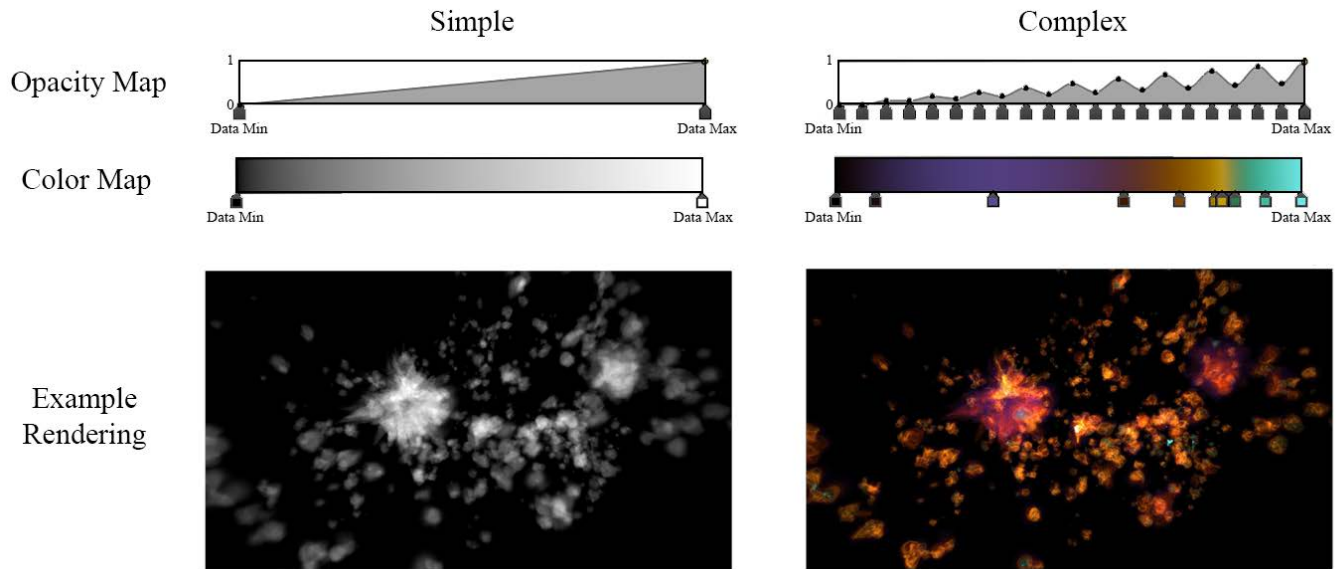 Simple
Complex
Opacity Map
1
0
Data Min
Data Max
1
0
Data Min
Data Max
Color Map
Data Min
Data Max
Data Min
Data Max
Example
Rendering